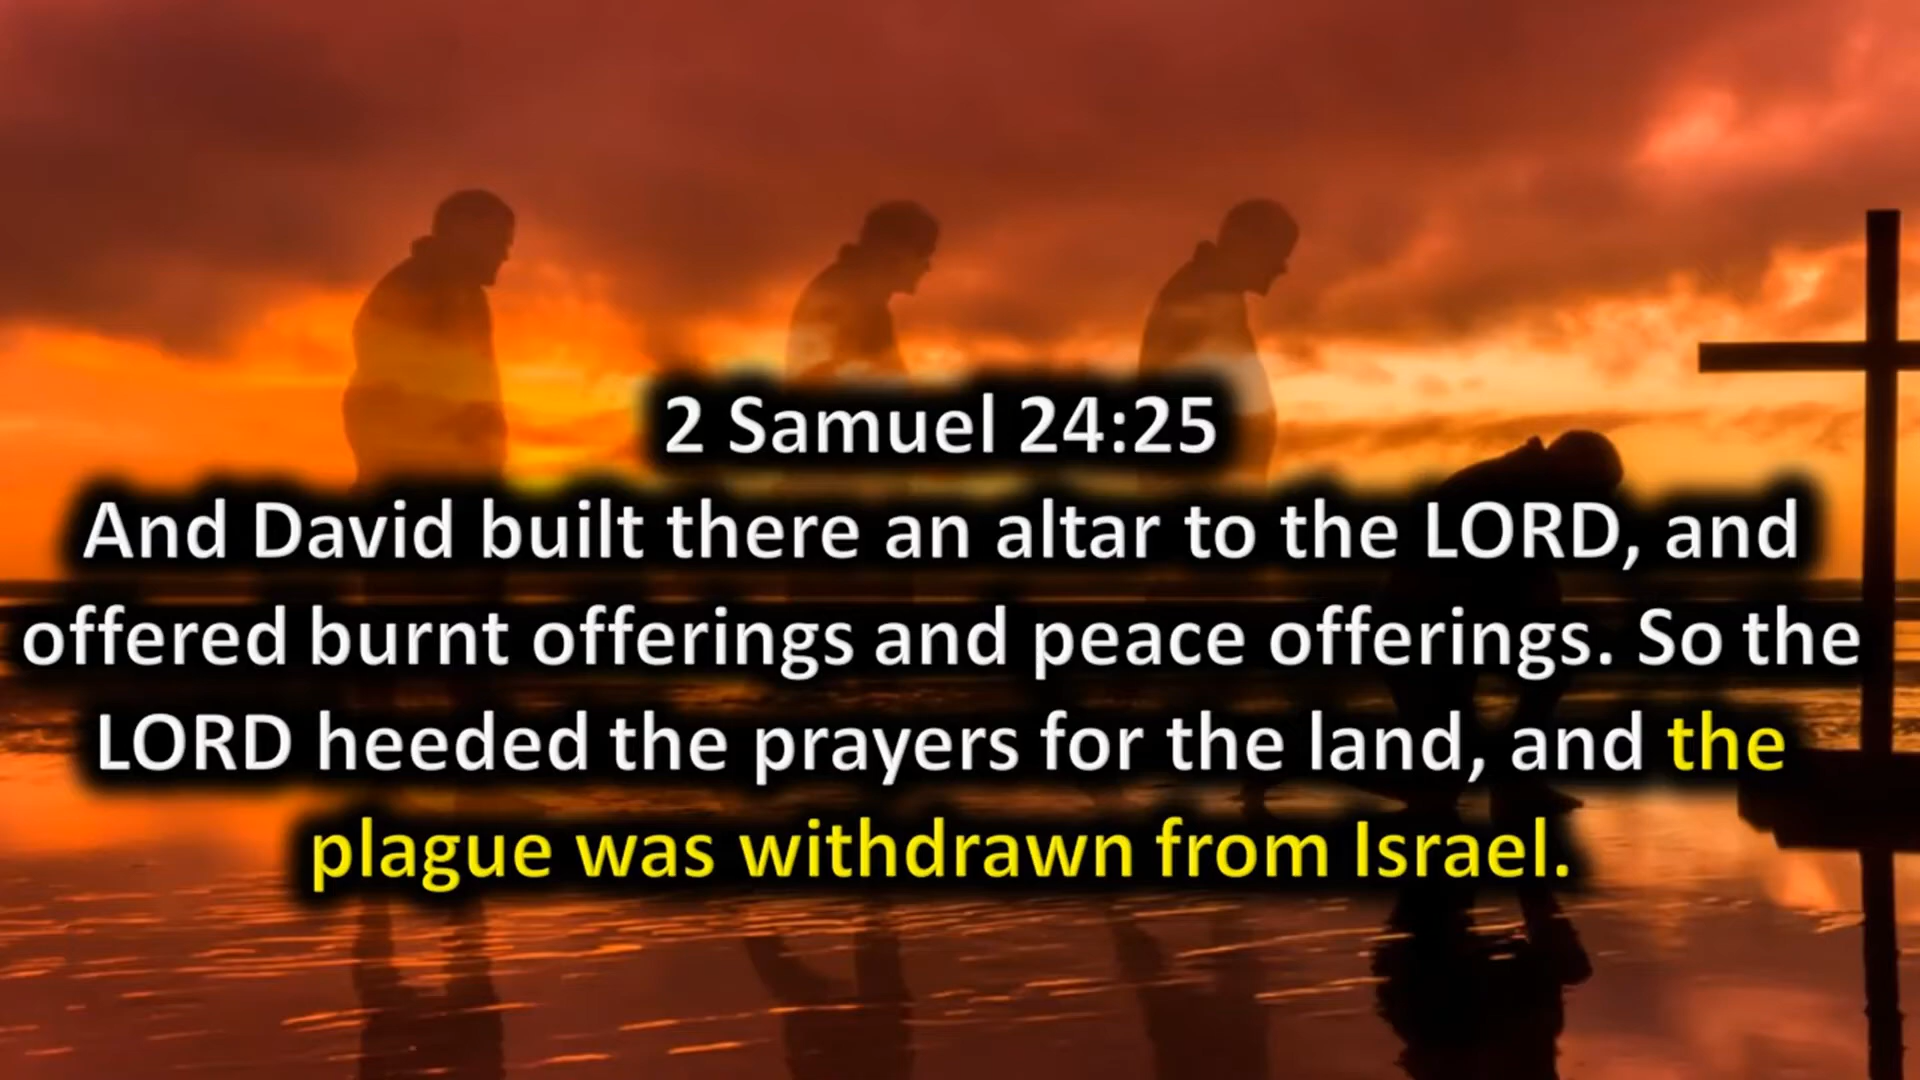 2 Samuel 24:25
And David built there an altar to the LORD, and
offered burnt offerings and peace offerings. So the
LORD heeded the prayers for the land, and the
plague was withdrawn from Israel.